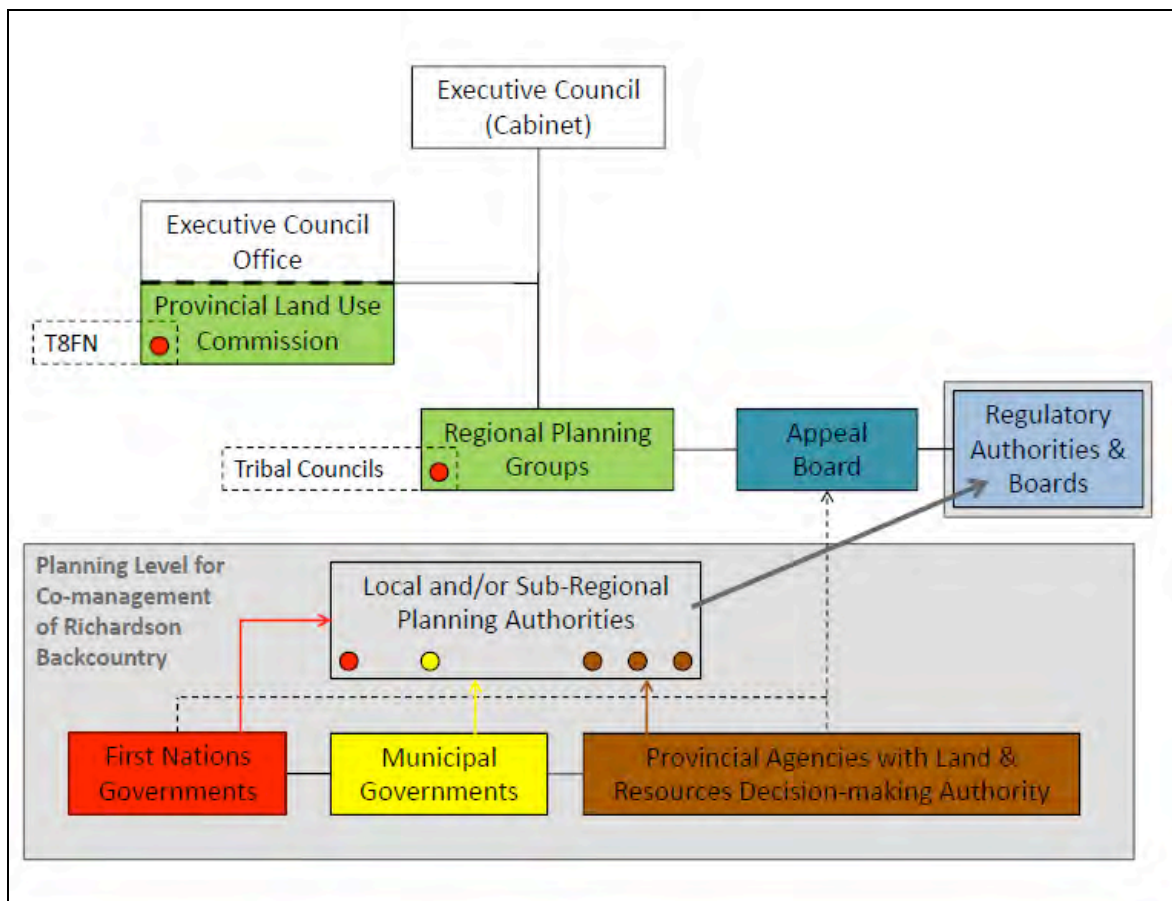 Executive Council
(Cabinet)
Executive Council
Office
Provincial Land Use
Commission
T8FN
Regional Planning
Groups
Tribal Councils
Appeal
Board
Regulatory
Authorities &
Boards
Planning Level for
Co-management
of Richardson
Backcountry
Local and/or Sub-Regional
Planning Authorities
First Nations
Governments
Municipal
Governments
Provincial Agencies with Land &
Resources Decision-making Authority